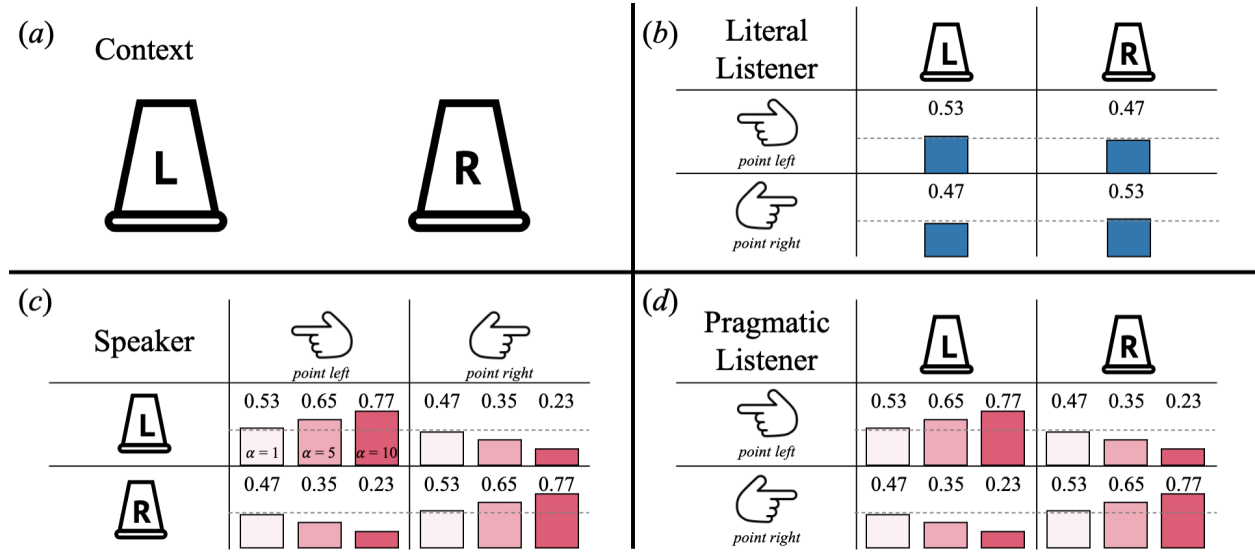 (a)
Context
L R
(b)
Literal
Listener
L R
0.53 0.47
point left
0.47 0.53
point right
(c)
Speaker
point left point right
L
0.53 0.65 0.77 0.47 0.35 0.23
α = 1 α = 5 α = 10
R
0.47 0.35 0.23 0.53 0.65 0.77
(d)
Pragmatic
Listener
L R
0.53 0.65 0.77 0.47 0.35 0.23
point left
0.47 0.35 0.23 0.53 0.65 0.77
point right